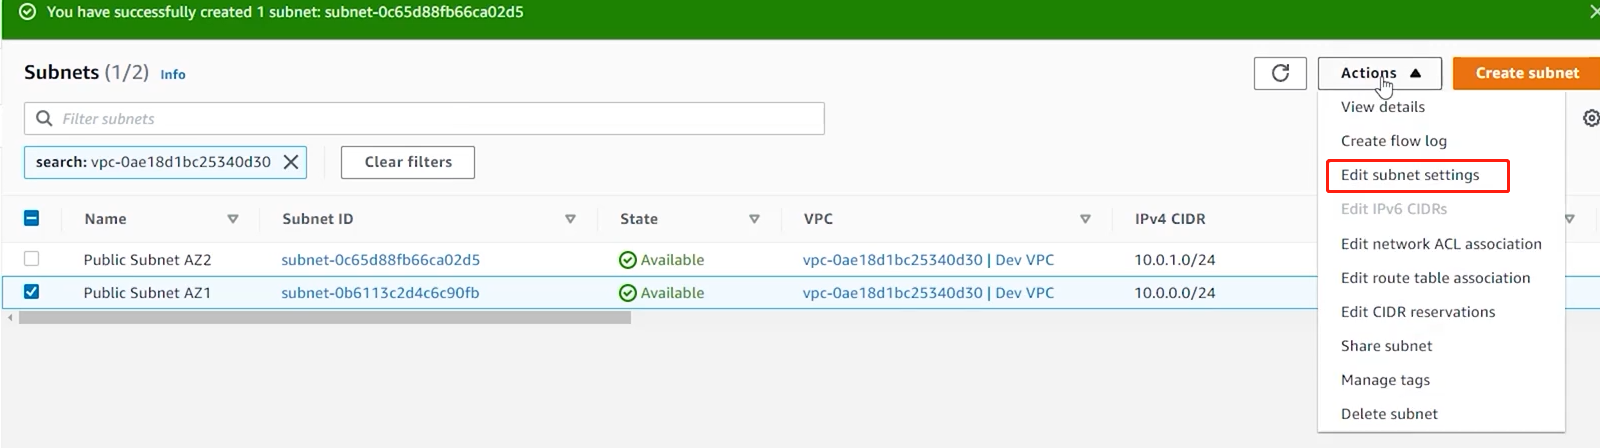 You have successfully created 1 subnet: subnet-0c65d88fb66ca02d5
Subnets (1/2) Info
Actions
Create subnet
Filter subnets
search: vpc-0ae18d1bc25340d30
Clear filters
View details
Create flow log
Edit subnet settings
Edit IPv6 CIDRs
Edit network ACL association
Edit route table association
Edit CIDR reservations
Share subnet
Manage tags
Delete subnet
Name Subnet ID State VPC IPv4 CIDR
Public Subnet AZ2 subnet-0c65d88fb66ca02d5 Available vpc-0ae18d1bc25340d30 | Dev VPC 10.0.1.0/24
Public Subnet AZ1 subnet-0b6113c2d4c6c90fb Available vpc-0ae18d1bc25340d30 | Dev VPC 10.0.0.0/24